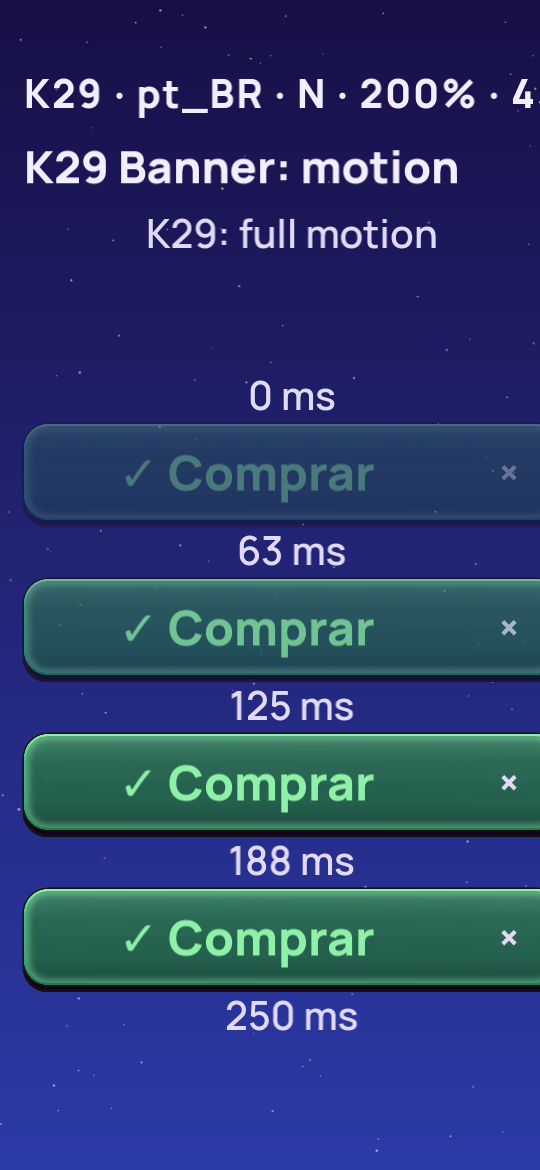 K29 · pt_BR · N · 200% · 4
K29 Banner: motion
K29: full motion
0 ms
✓ Comprar ×
63 ms
✓ Comprar ×
125 ms
✓ Comprar ×
188 ms
✓ Comprar ×
250 ms